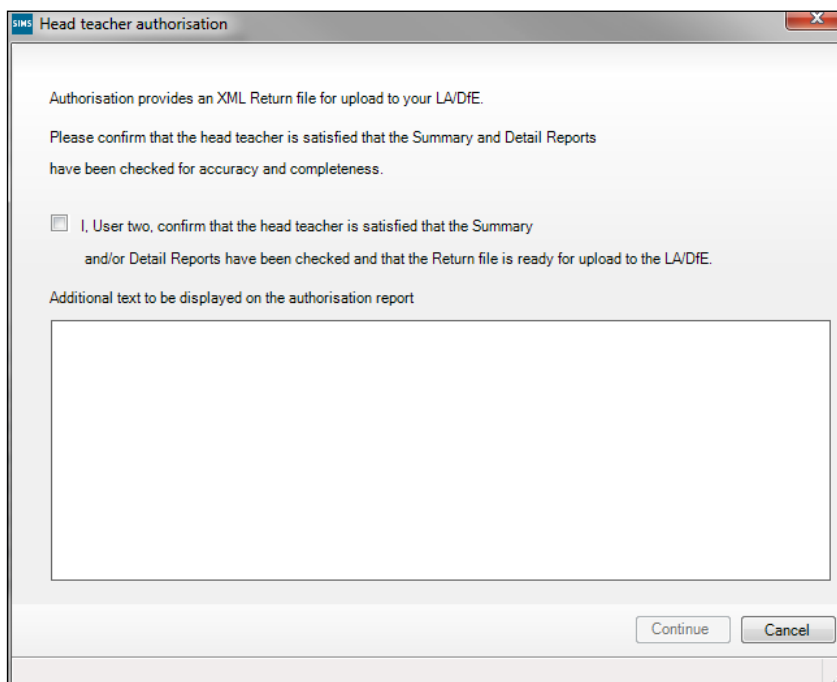 SIMS Head teacher authorisation
Authorisation provides an XML Return file for upload to your LA/DfE.
Please confirm that the head teacher is satisfied that the Summary and Detail Reports
have been checked for accuracy and completeness.
I, User two, confirm that the head teacher is satisfied that the Summary
and/or Detail Reports have been checked and that the Return file is ready for upload to the LA/DfE.
Additional text to be displayed on the authorisation report
Continue Cancel